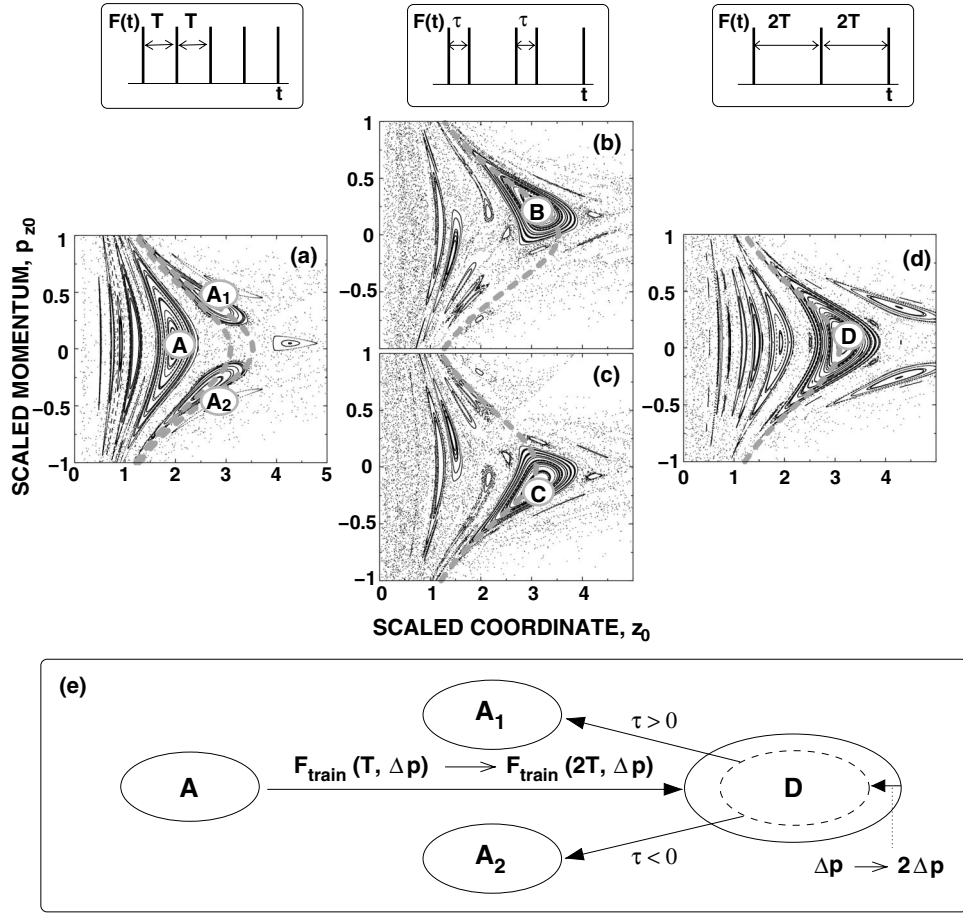 F(t) T T
t
F(t) τ τ
t
F(t) 2T 2T
t
SCALED MOMENTUM, p_z0
(a)
1
0.5
0
−0.5
−1
0 1 2 3 4 5
A
A₁
A₂
(b)
1
0.5
0
−0.5
−1
B
(c)
1
0.5
0
−0.5
−1
0 1 2 3 4
C
(d)
1
0.5
0
−0.5
−1
0 1 2 3 4
D
SCALED COORDINATE, z₀
(e)
A₁
τ > 0
A
F_train (T, Δp) → F_train (2T, Δp)
D
A₂
τ < 0
Δp → 2Δp